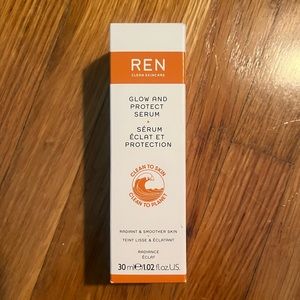 REN
CLEAN SKINCARE
GLOW AND
PROTECT
SERUM
•
SÉRUM
ÉCLAT ET
PROTECTION
CLEAN TO SKIN
CLEAN TO PLANET
RADIANT & SMOOTHER SKIN
TEINT LISSE & ÉCLATANT
RADIANCE
ÉCLAT
30 ml℮1.02 fl.oz.US.